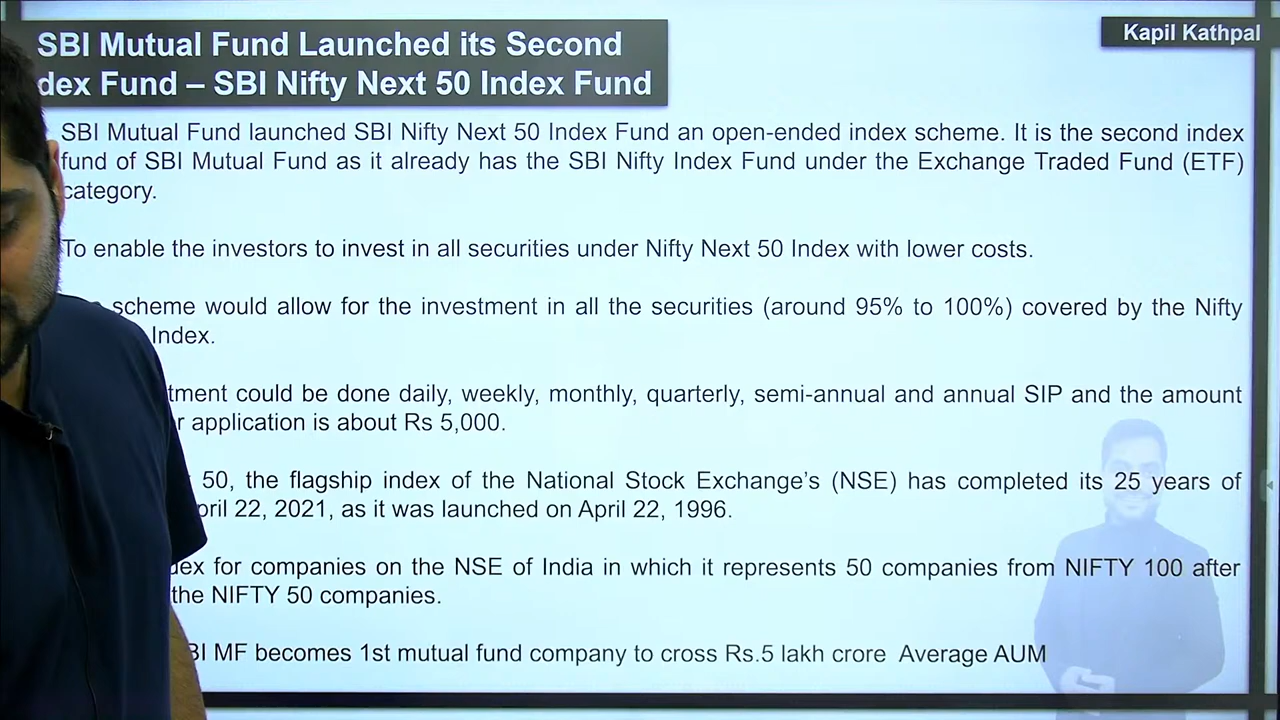 SBI Mutual Fund Launched its Second
dex Fund – SBI Nifty Next 50 Index Fund
Kapil Kathpal
SBI Mutual Fund launched SBI Nifty Next 50 Index Fund an open-ended index scheme. It is the second index
fund of SBI Mutual Fund as it already has the SBI Nifty Index Fund under the Exchange Traded Fund (ETF)
category.
To enable the investors to invest in all securities under Nifty Next 50 Index with lower costs.
scheme would allow for the investment in all the securities (around 95% to 100%) covered by the Nifty
Index.
tment could be done daily, weekly, monthly, quarterly, semi-annual and annual SIP and the amount
r application is about Rs 5,000.
50, the flagship index of the National Stock Exchange's (NSE) has completed its 25 years of
pril 22, 2021, as it was launched on April 22, 1996.
dex for companies on the NSE of India in which it represents 50 companies from NIFTY 100 after
the NIFTY 50 companies.
BI MF becomes 1st mutual fund company to cross Rs.5 lakh crore Average AUM